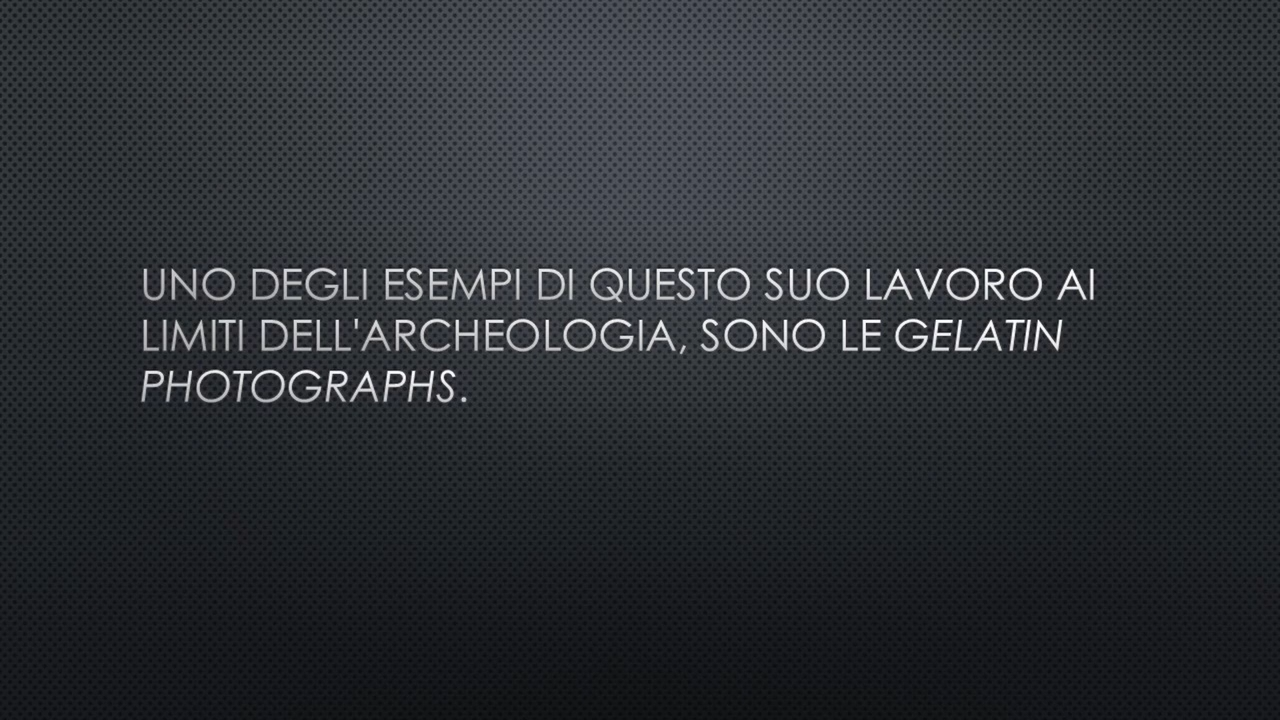 UNO DEGLI ESEMPI DI QUESTO SUO LAVORO AI
LIMITI DELL'ARCHEOLOGIA, SONO LE GELATIN
PHOTOGRAPHS.